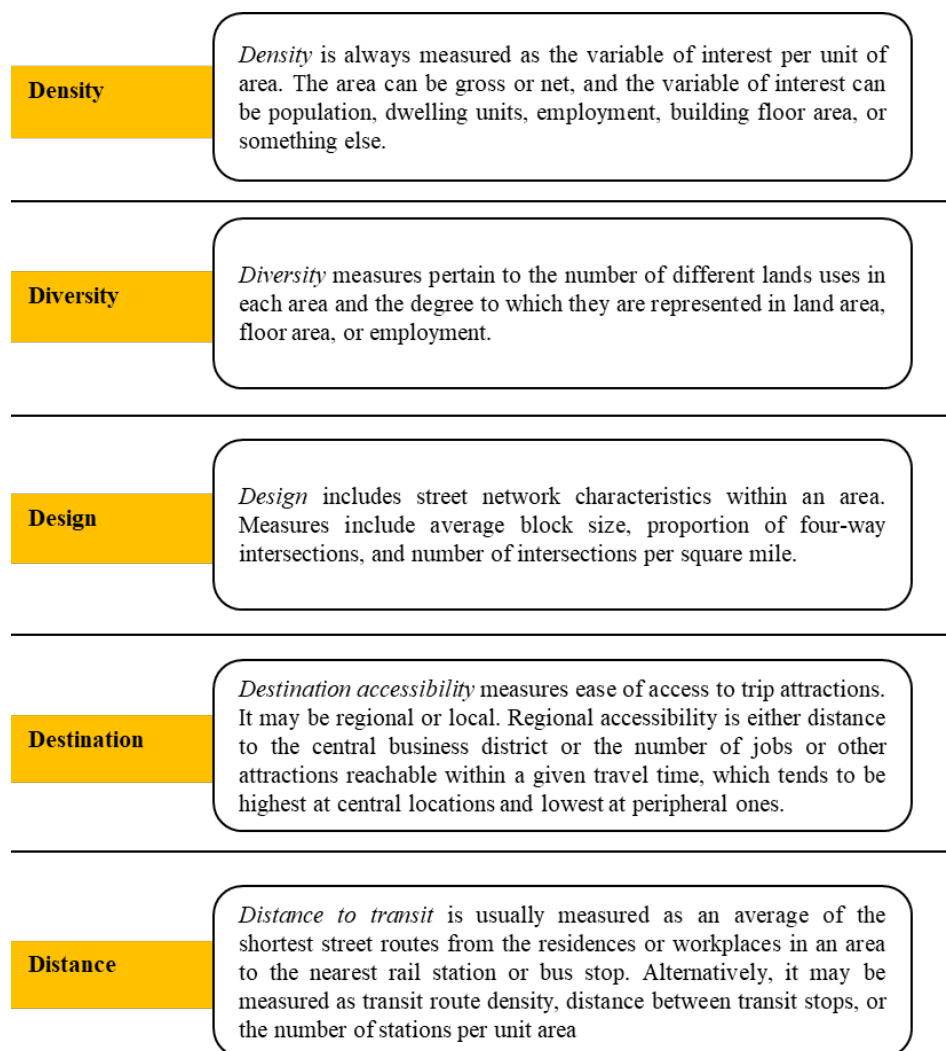 Density
Density is always measured as the variable of interest per unit of
area. The area can be gross or net, and the variable of interest can
be population, dwelling units, employment, building floor area, or
something else.
Diversity
Diversity measures pertain to the number of different lands uses in
each area and the degree to which they are represented in land area,
floor area, or employment.
Design
Design includes street network characteristics within an area.
Measures include average block size, proportion of four-way
intersections, and number of intersections per square mile.
Destination
Destination accessibility measures ease of access to trip attractions.
It may be regional or local. Regional accessibility is either distance
to the central business district or the number of jobs or other
attractions reachable within a given travel time, which tends to be
highest at central locations and lowest at peripheral ones.
Distance
Distance to transit is usually measured as an average of the
shortest street routes from the residences or workplaces in an area
to the nearest rail station or bus stop. Alternatively, it may be
measured as transit route density, distance between transit stops, or
the number of stations per unit area